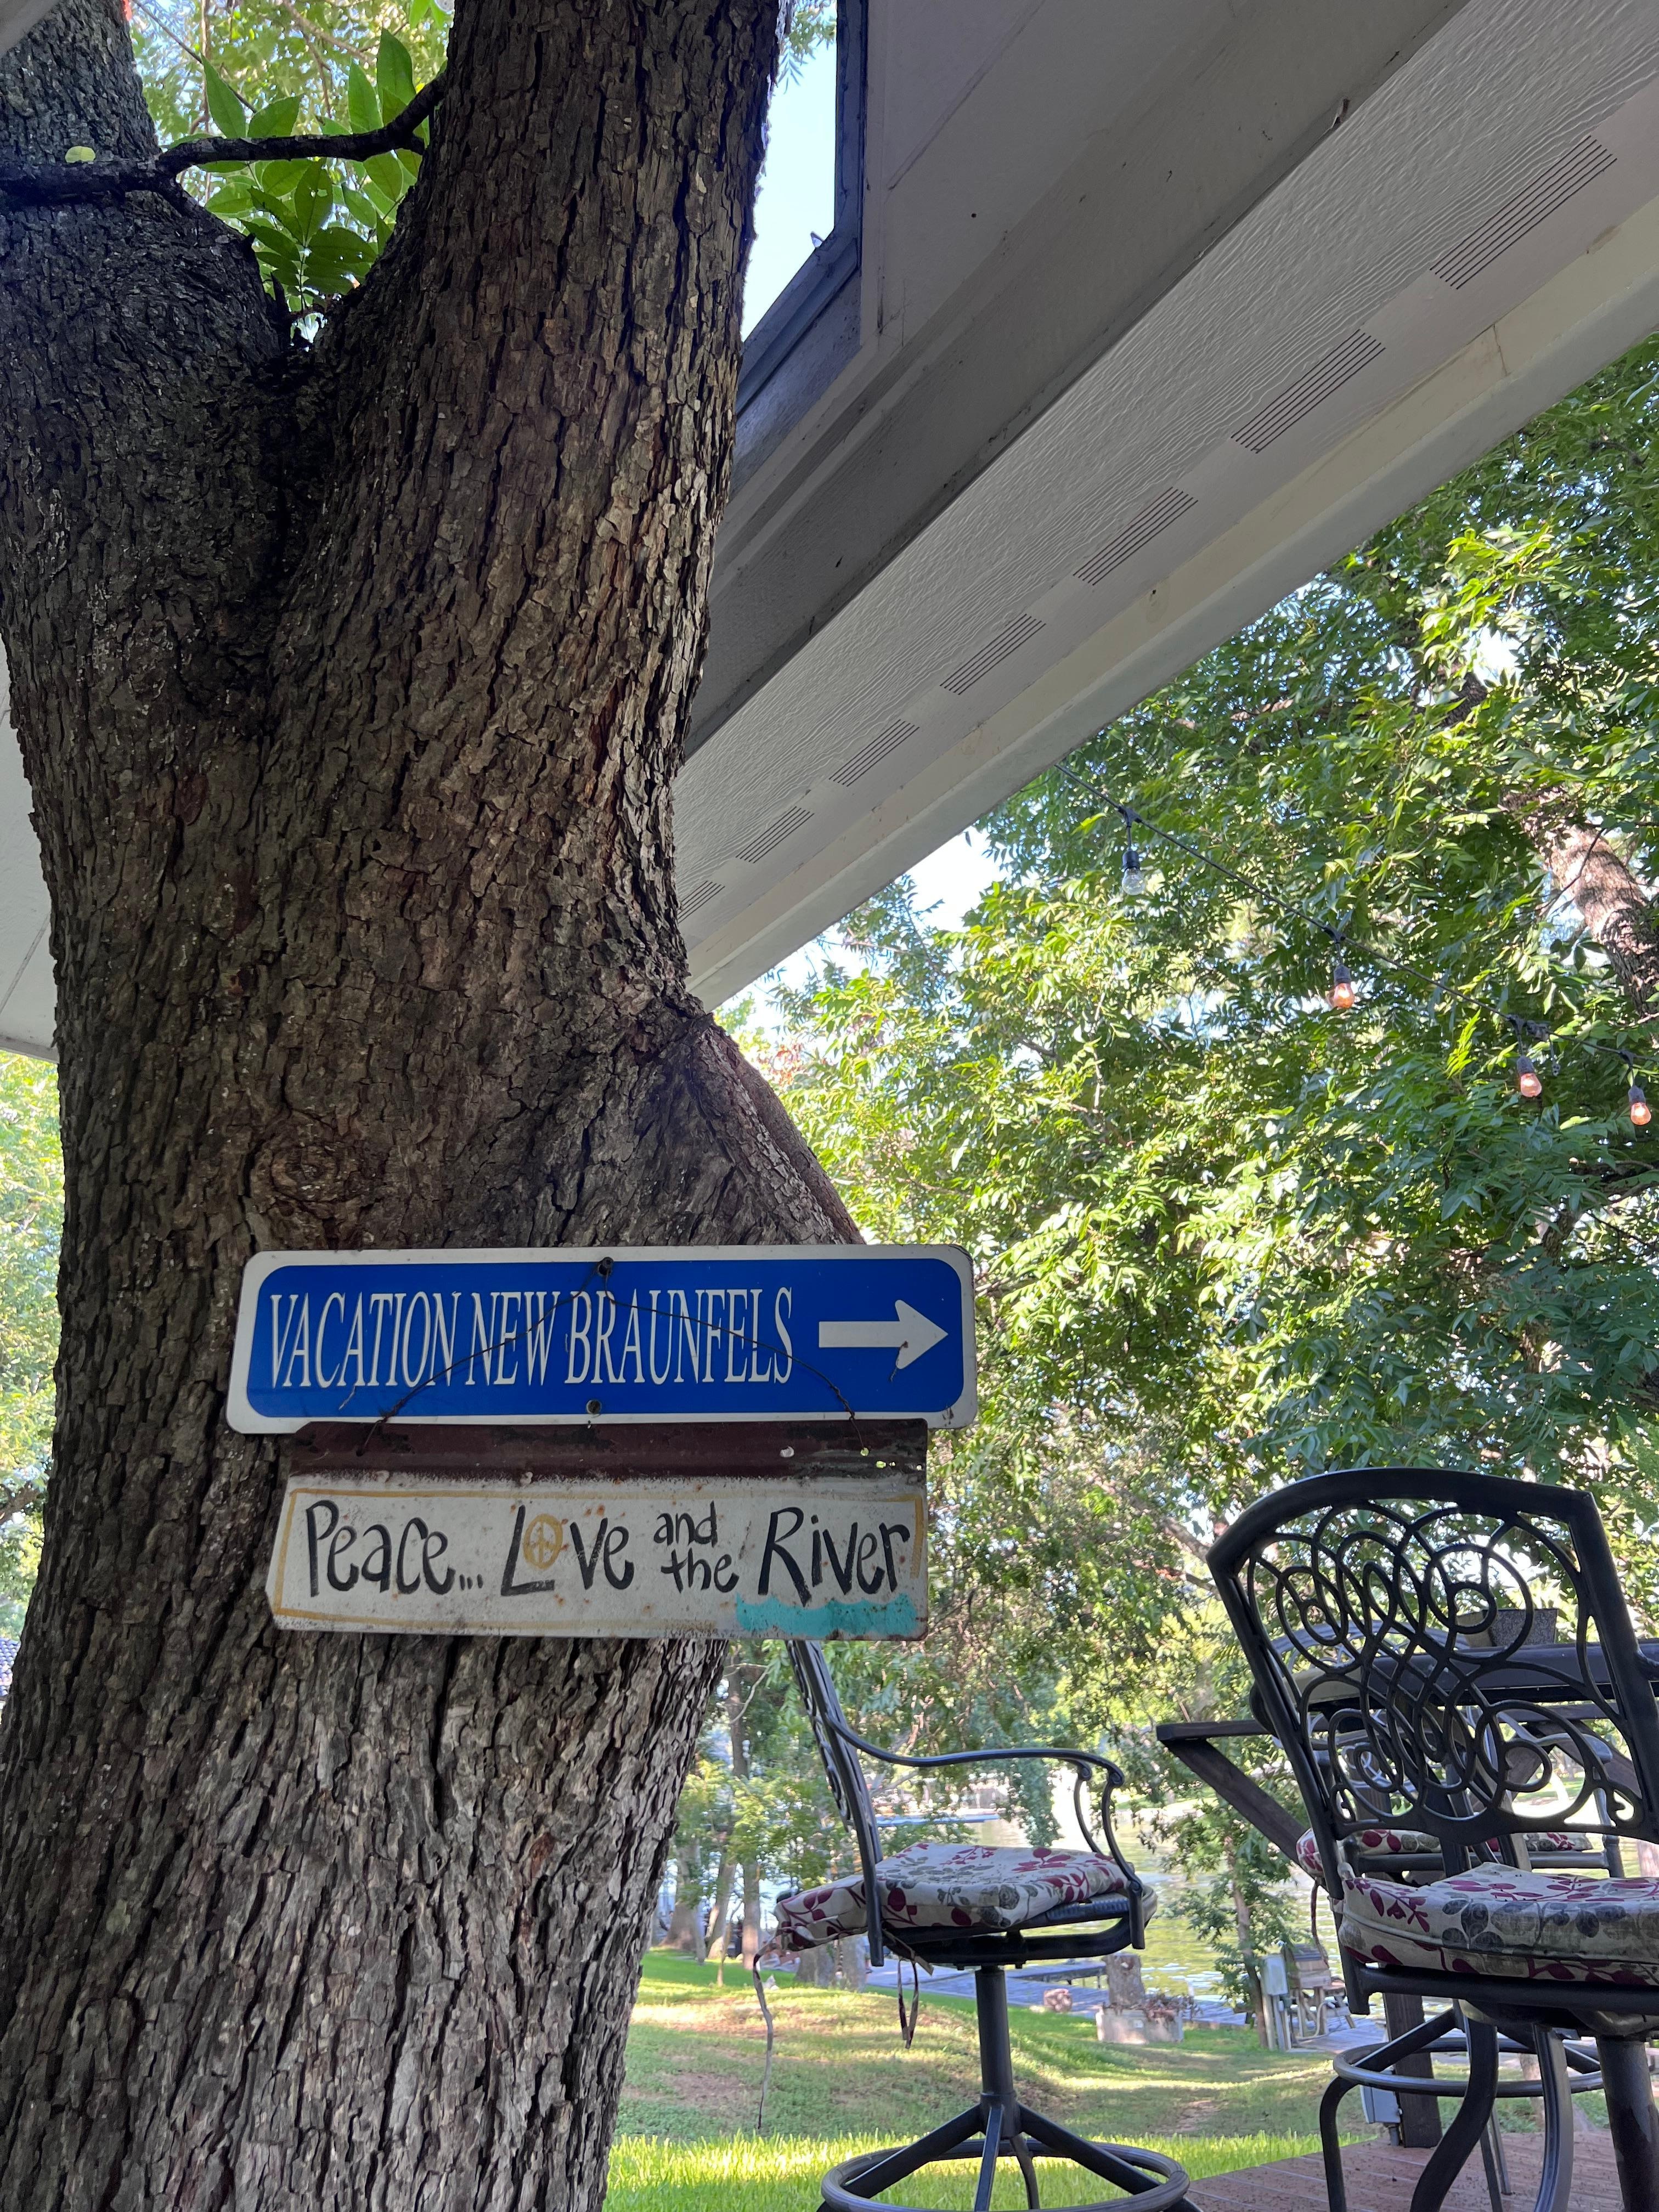 VACATION NEW BRAUNFELS
Peace... Love and the River